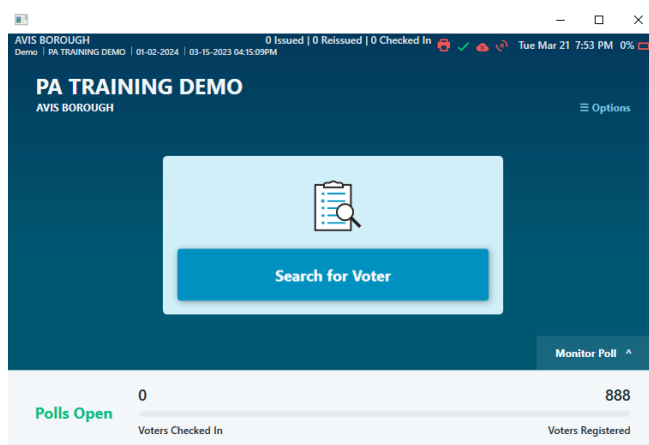 AVIS BOROUGH
0 Issued | 0 Reissued | 0 Checked In
Demo | PA TRAINING DEMO | 01-02-2024 | 03-15-2023 04:15:09PM
Tue Mar 21 7:53 PM 0%
PA TRAINING DEMO
AVIS BOROUGH
☰ Options
Search for Voter
Monitor Poll ^
Polls Open
0
888
Voters Checked In
Voters Registered